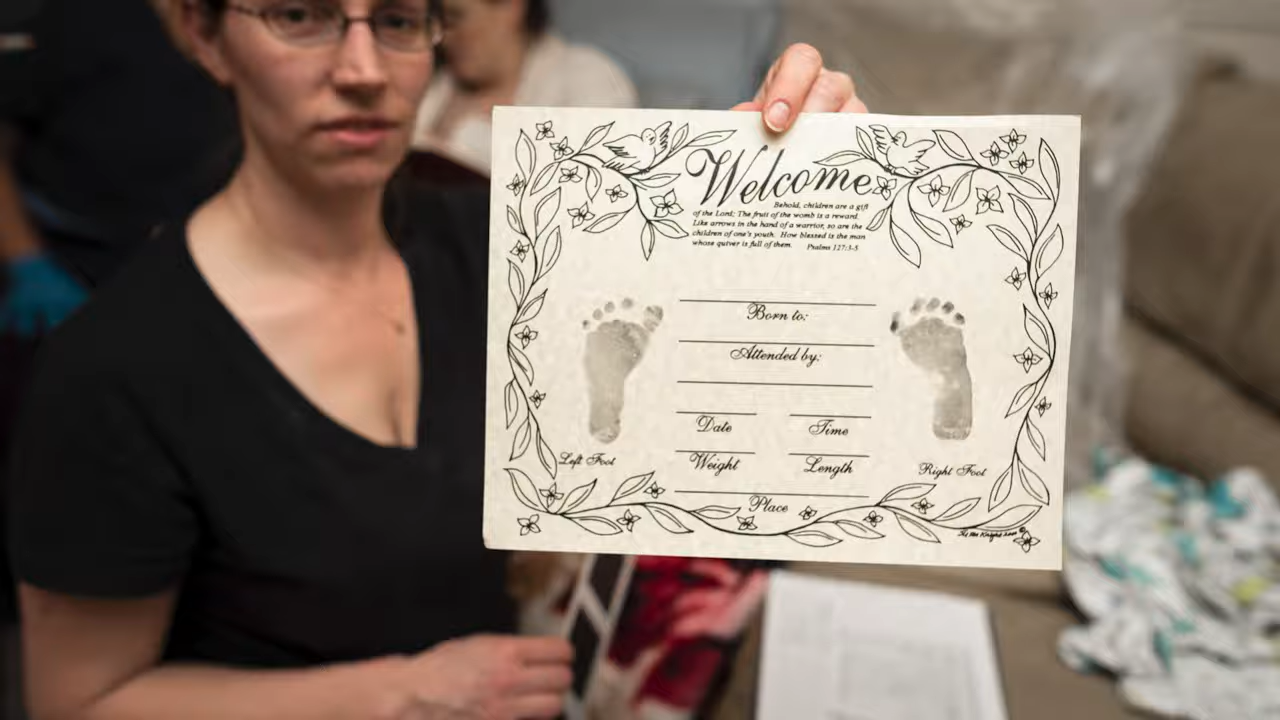 Welcome
Behold, children are a gift
of the Lord; The fruit of the womb is a reward.
Like arrows in the hand of a warrior, so are the
children of one's youth. How blessed is the man
whose quiver is full of them. Psalms 127:3-5
Born to:
Attended by:
Date Time
Weight Length
Left Foot Right Foot
Place